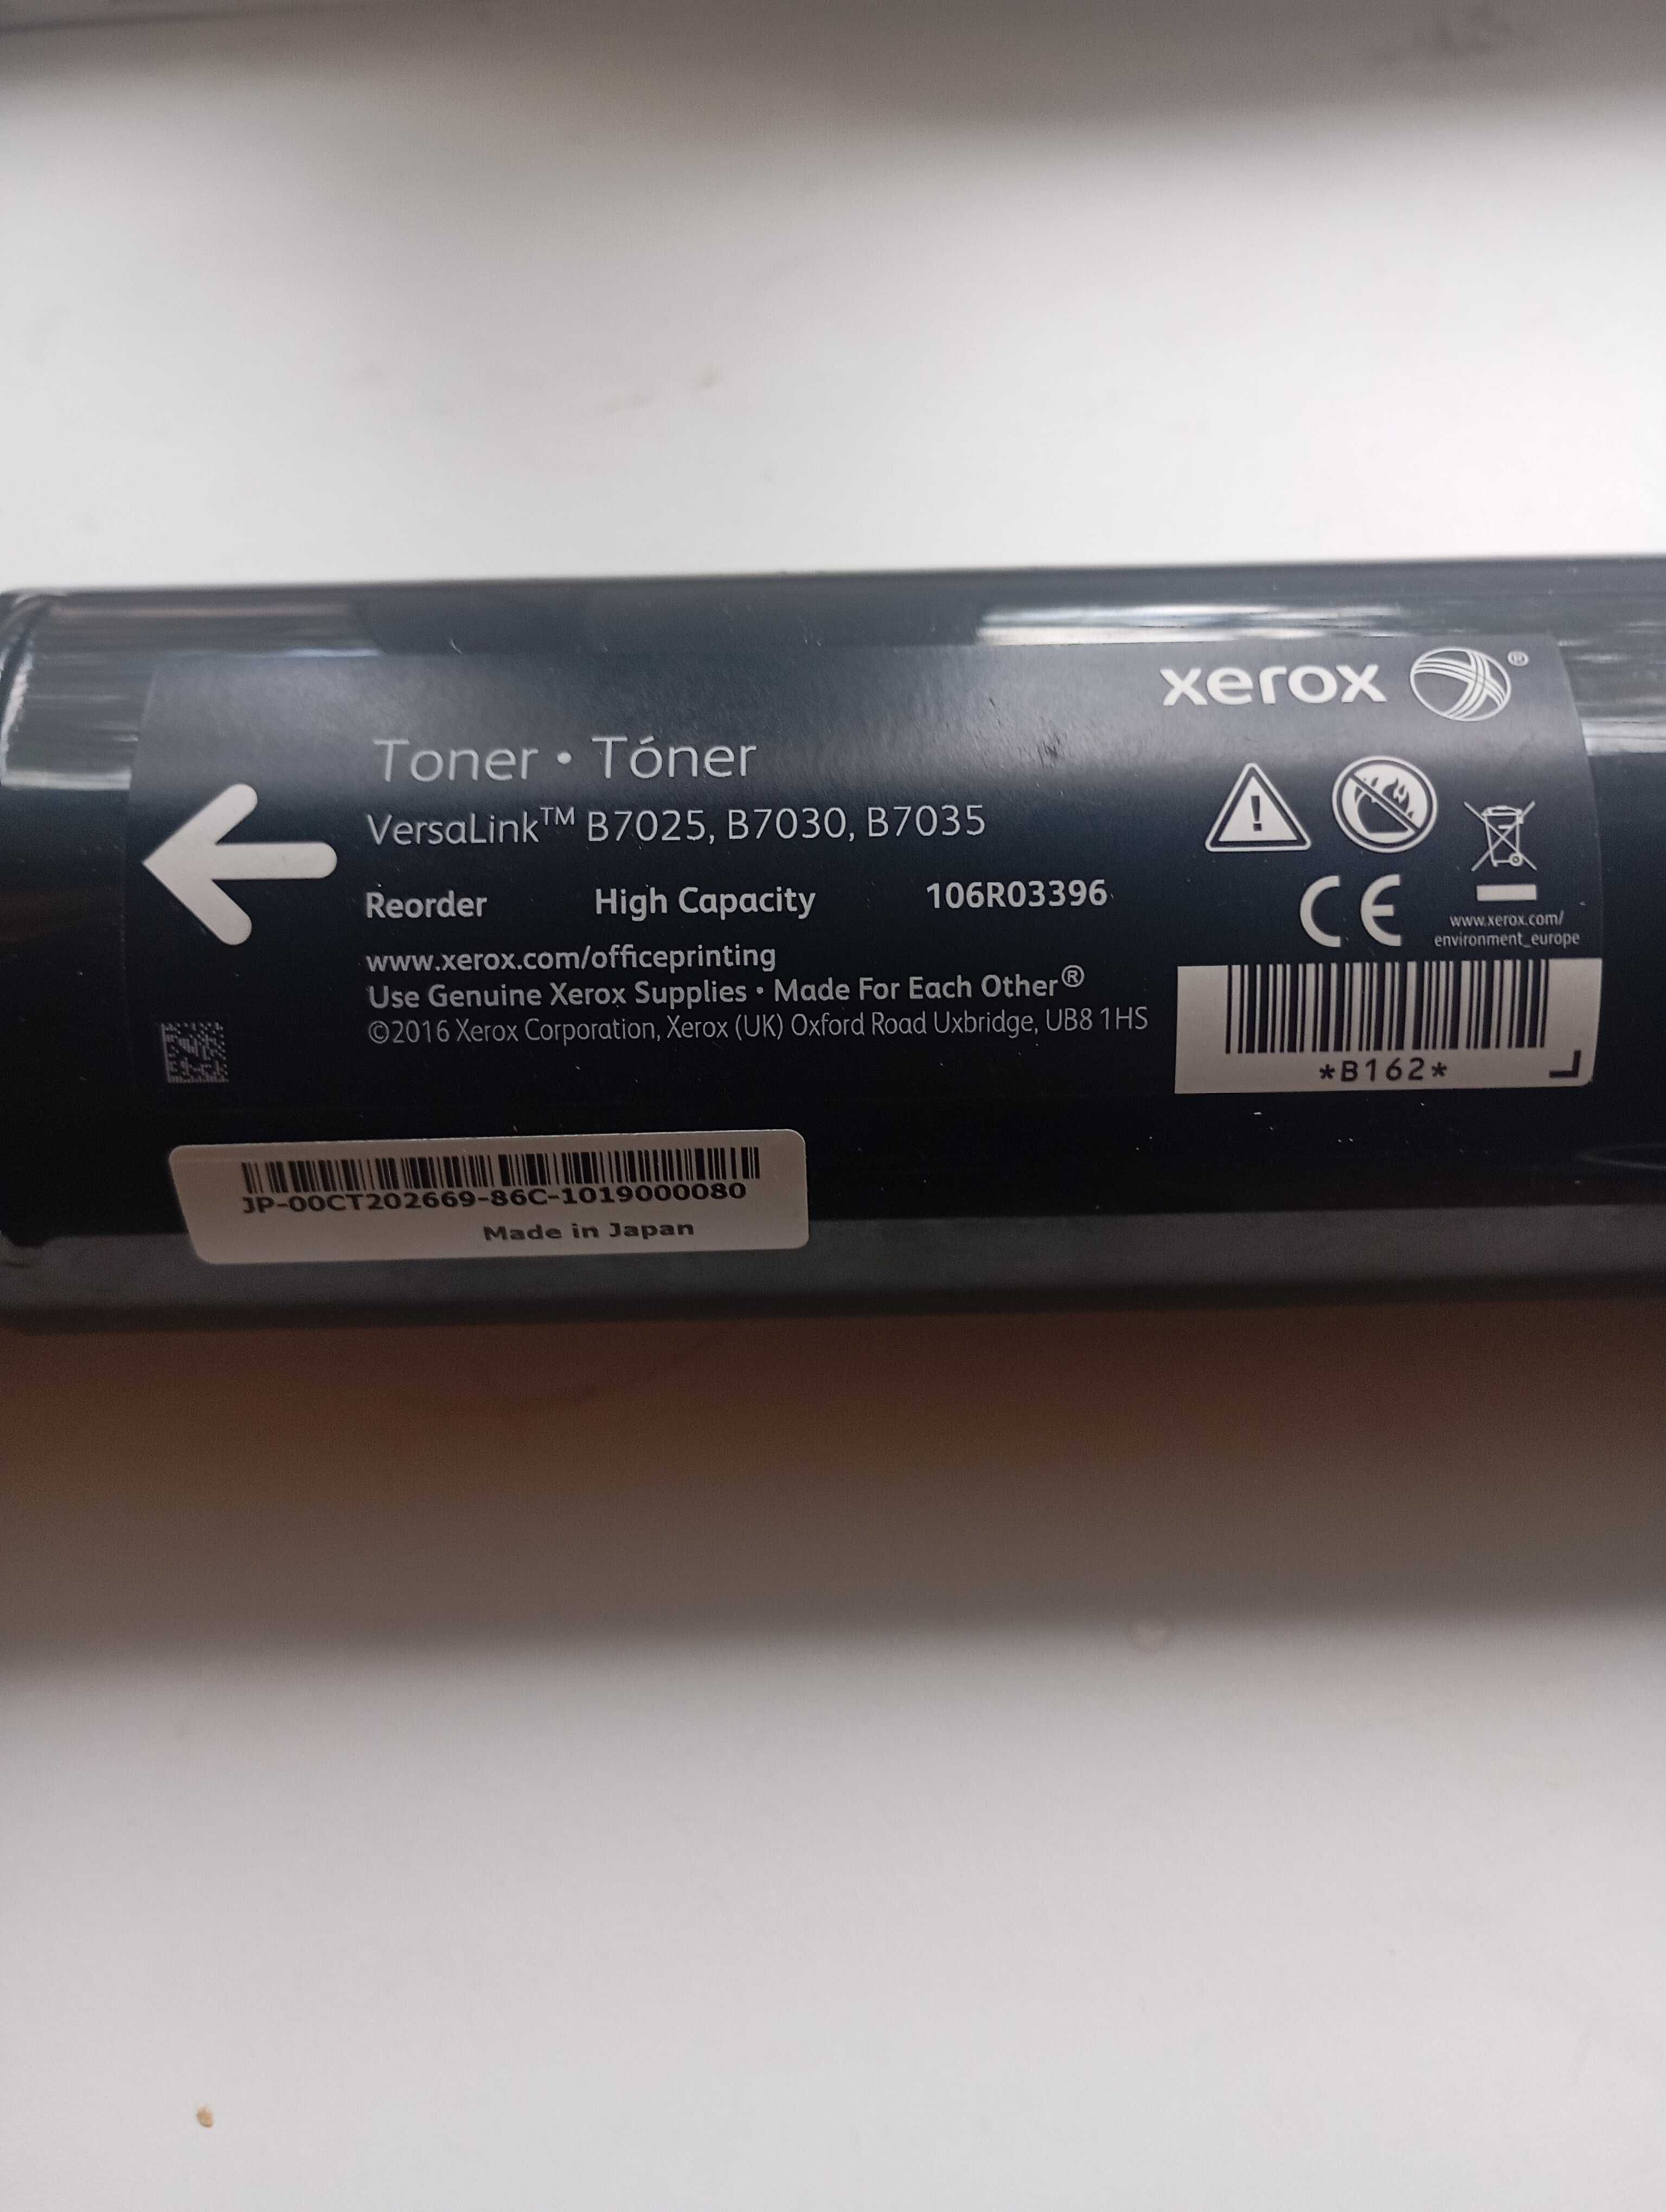 xerox ®
Toner • Tóner
VersaLink™ B7025, B7030, B7035
Reorder High Capacity 106R03396
www.xerox.com/officeprinting
Use Genuine Xerox Supplies • Made For Each Other®
©2016 Xerox Corporation, Xerox (UK) Oxford Road Uxbridge, UB8 1HS
CE
www.xerox.com/
environment_europe
*B162*
JP-00CT202669-86C-1019000080
Made in Japan